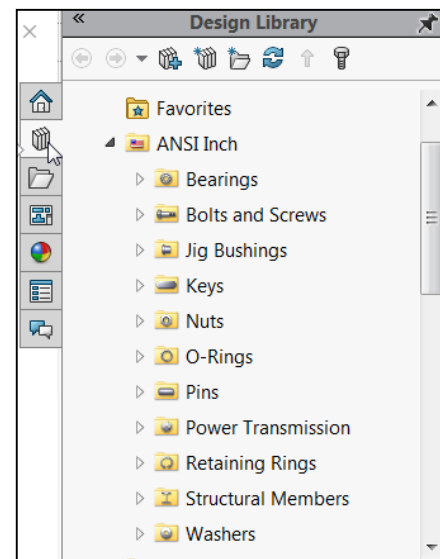 Design Library
Favorites
ANSI Inch
Bearings
Bolts and Screws
Jig Bushings
Keys
Nuts
O-Rings
Pins
Power Transmission
Retaining Rings
Structural Members
Washers